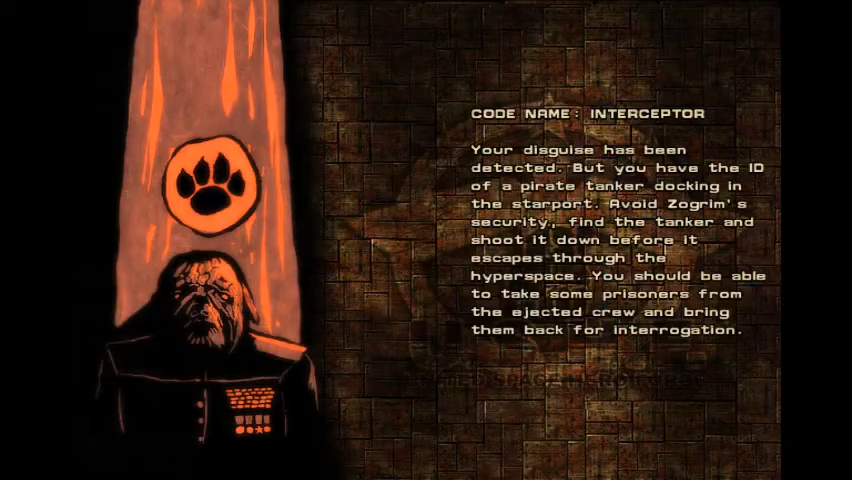 CODE NAME: INTERCEPTOR
Your disguise has been
detected. But you have the ID
of a pirate tanker docking in
the starport. Avoid Zogrim's
security, find the tanker and
shoot it down before it
escapes through the
hyperspace. You should be able
to take some prisoners from
the ejected crew and bring
them back for interrogation.